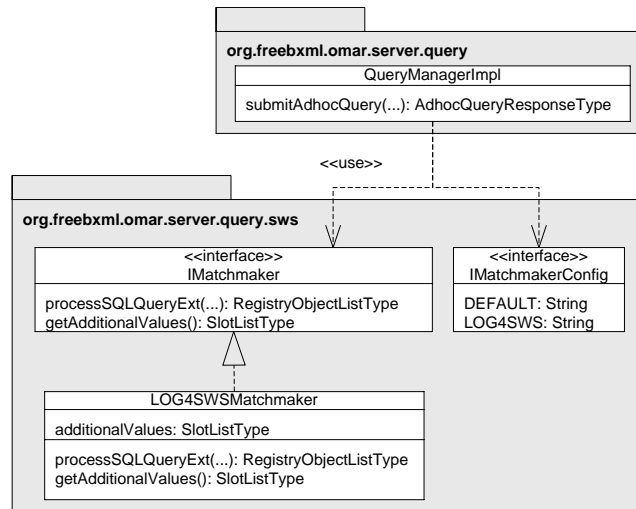 org.freebxml.omar.server.query
QueryManagerImpl
submitAdhocQuery(...): AdhocQueryResponseType
<<use>>
org.freebxml.omar.server.query.sws
<<interface>>
IMatchmaker
processSQLQueryExt(...): RegistryObjectListType
getAdditionalValues(): SlotListType
<<interface>>
IMatchmakerConfig
DEFAULT: String
LOG4SWS: String
LOG4SWSMatchmaker
additionalValues: SlotListType
processSQLQueryExt(...): RegistryObjectListType
getAdditionalValues(): SlotListType